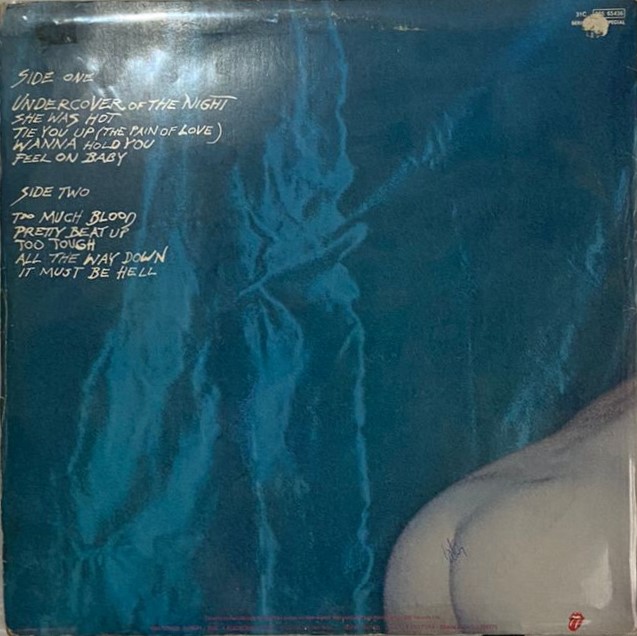 31C
SIDE ONE
UNDERCOVER OF THE NIGHT
SHE WAS HOT
TIE YOU UP (THE PAIN OF LOVE)
WANNA HOLD YOU
FEEL ON BABY
SIDE TWO
TOO MUCH BLOOD
PRETTY BEAT UP
TOO TOUGH
ALL THE WAY DOWN
IT MUST BE HELL